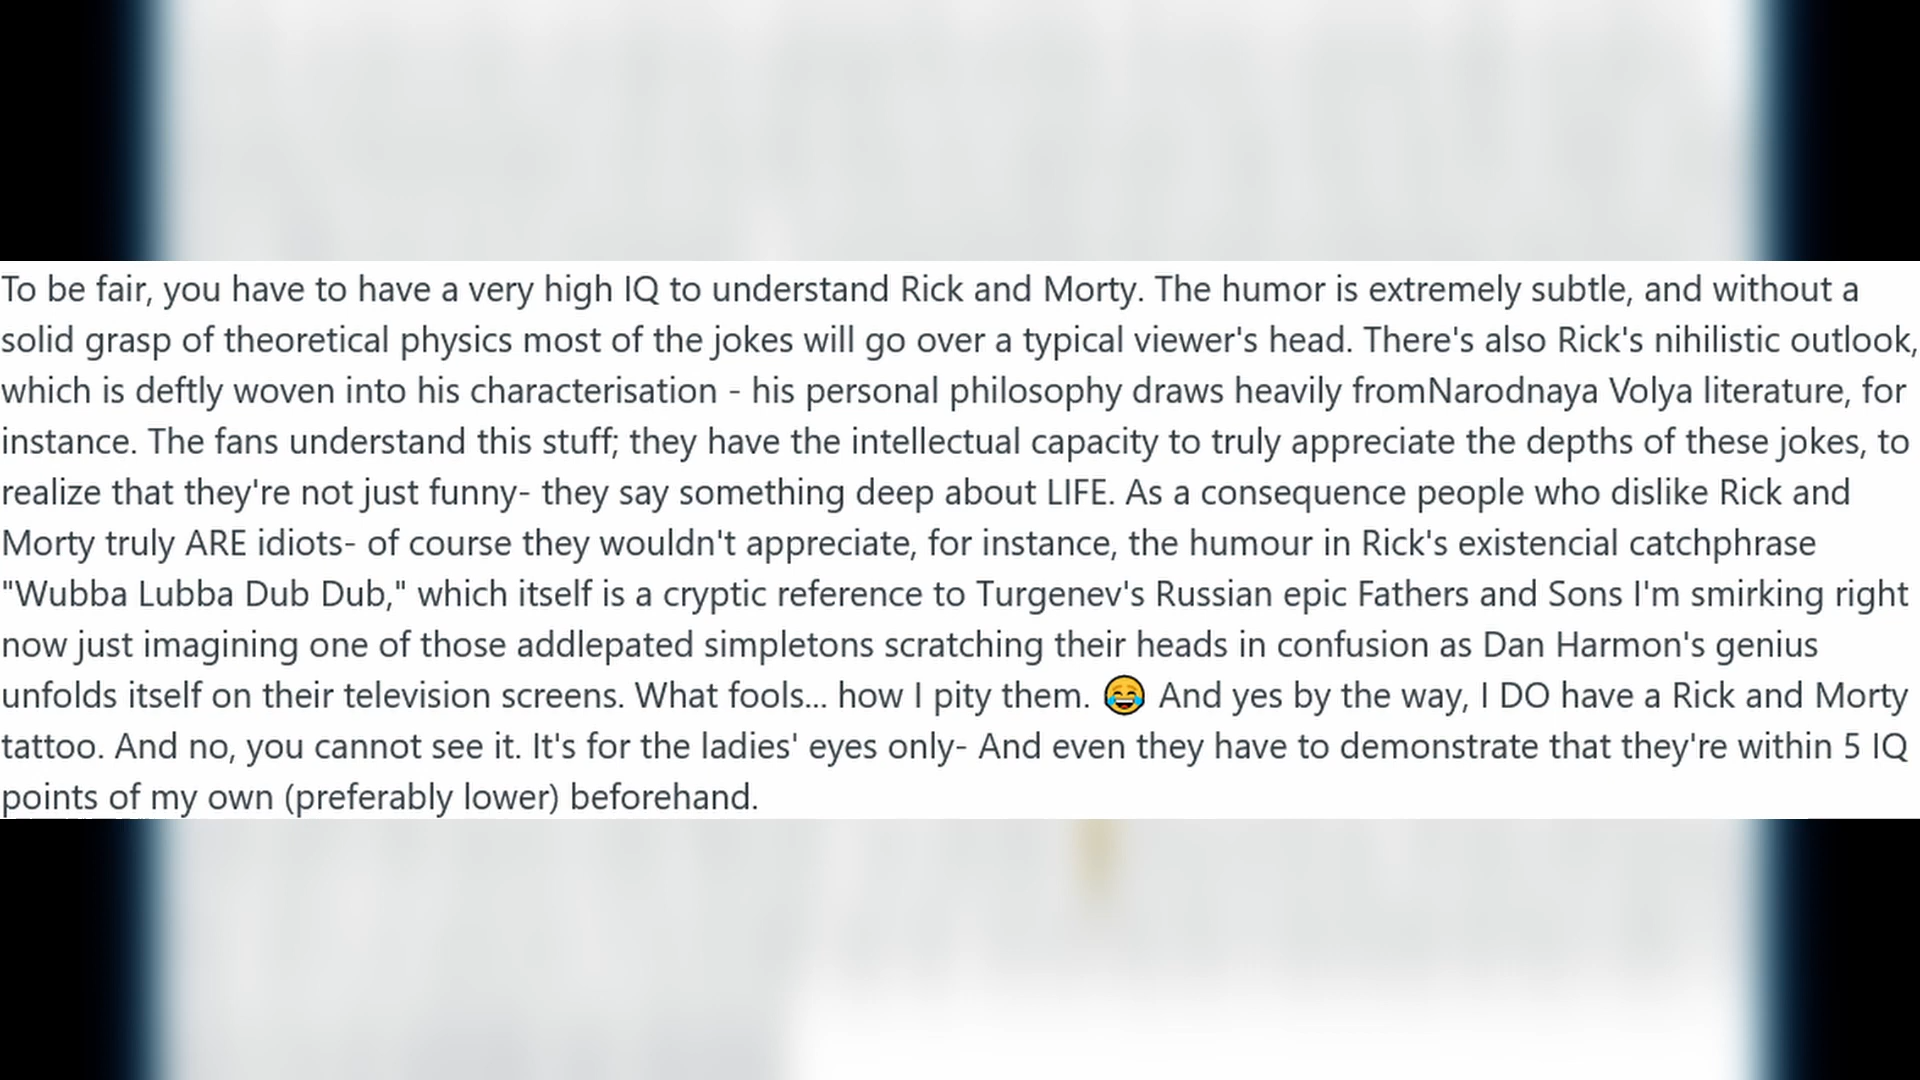 To be fair, you have to have a very high IQ to understand Rick and Morty. The humor is extremely subtle, and without a
solid grasp of theoretical physics most of the jokes will go over a typical viewer's head. There's also Rick's nihilistic outlook,
which is deftly woven into his characterisation - his personal philosophy draws heavily fromNarodnaya Volya literature, for
instance. The fans understand this stuff; they have the intellectual capacity to truly appreciate the depths of these jokes, to
realize that they're not just funny- they say something deep about LIFE. As a consequence people who dislike Rick and
Morty truly ARE idiots- of course they wouldn't appreciate, for instance, the humour in Rick's existencial catchphrase
"Wubba Lubba Dub Dub," which itself is a cryptic reference to Turgenev's Russian epic Fathers and Sons I'm smirking right
now just imagining one of those addlepated simpletons scratching their heads in confusion as Dan Harmon's genius
unfolds itself on their television screens. What fools... how I pity them. 😂 And yes by the way, I DO have a Rick and Morty
tattoo. And no, you cannot see it. It's for the ladies' eyes only- And even they have to demonstrate that they're within 5 IQ
points of my own (preferably lower) beforehand.